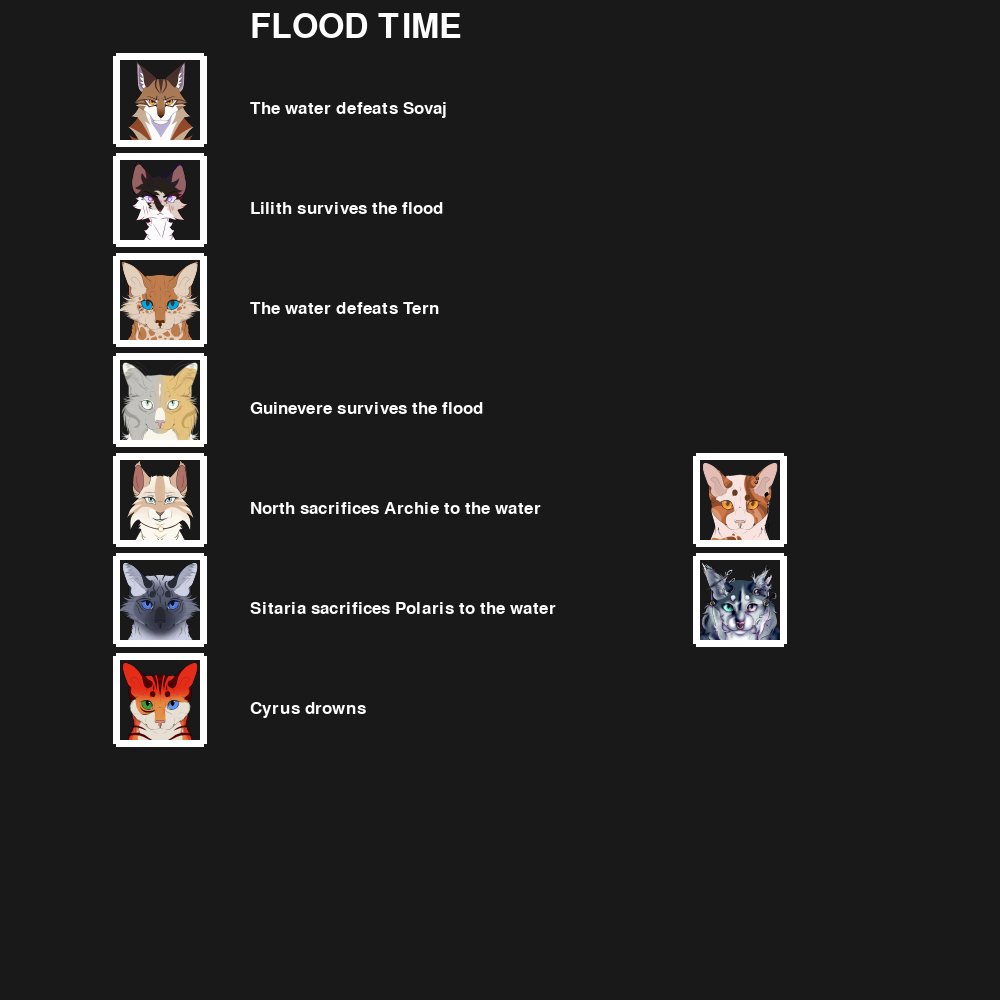 FLOOD TIME
The water defeats Sovaj
Lilith survives the flood
The water defeats Tern
Guinevere survives the flood
North sacrifices Archie to the water
Sitaria sacrifices Polaris to the water
Cyrus drowns